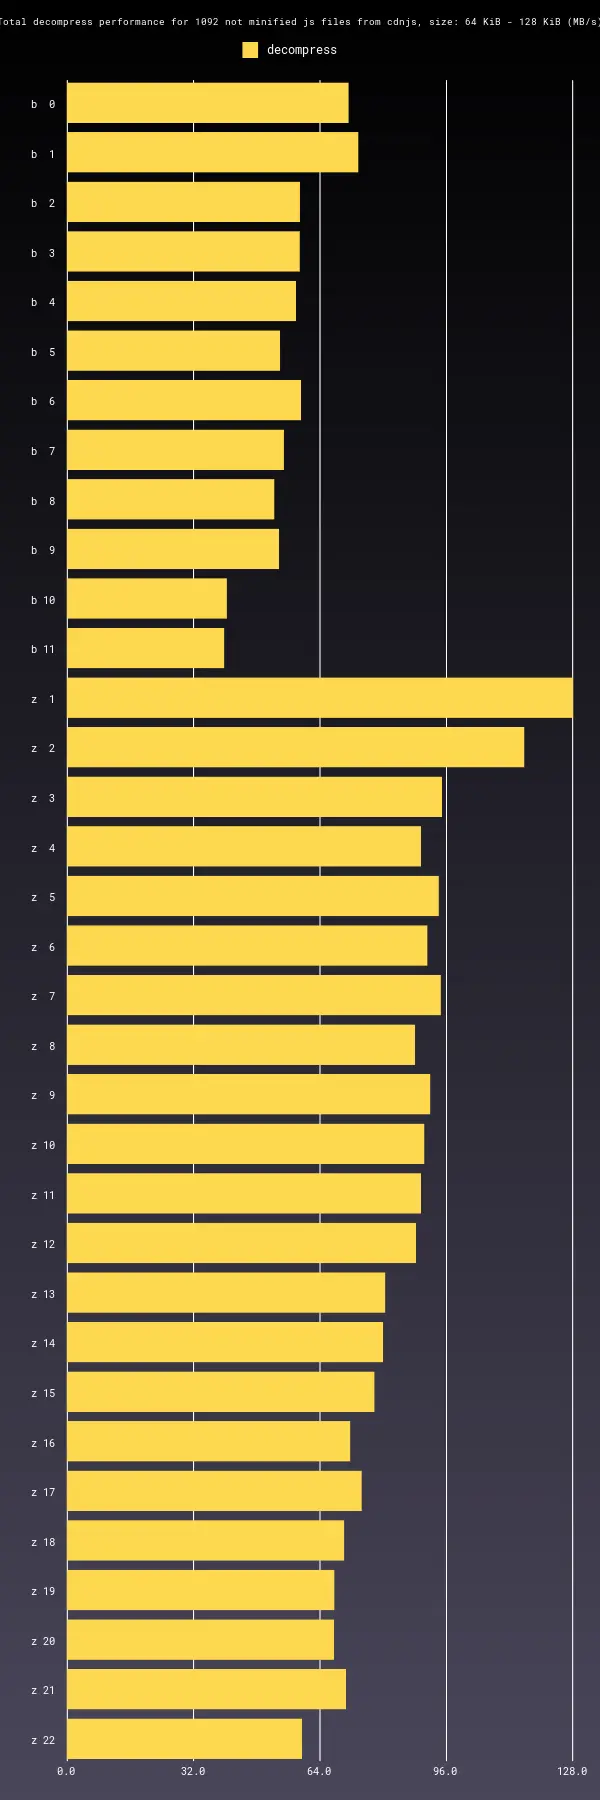 Total decompress performance for 1092 not minified js files from cdnjs, size: 64 KiB - 128 KiB (MB/s)
decompress
b 0
b 1
b 2
b 3
b 4
b 5
b 6
b 7
b 8
b 9
b 10
b 11
z 1
z 2
z 3
z 4
z 5
z 6
z 7
z 8
z 9
z 10
z 11
z 12
z 13
z 14
z 15
z 16
z 17
z 18
z 19
z 20
z 21
z 22
0.0 32.0 64.0 96.0 128.0